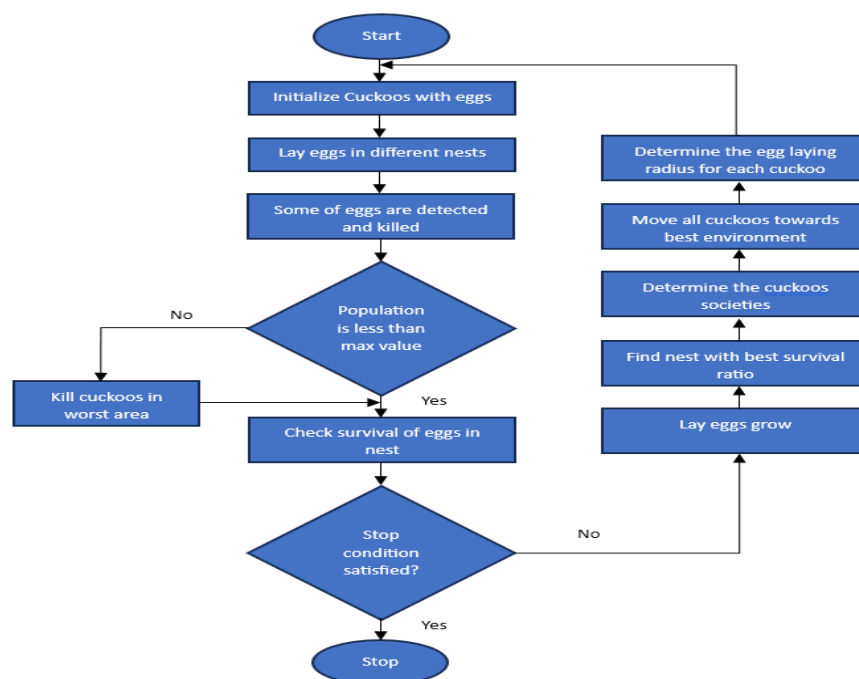 Start
Initialize Cuckoos with eggs
Lay eggs in different nests
Some of eggs are detected
and killed
Population
is less than
max value
No
Yes
Kill cuckoos in
worst area
Check survival of eggs in
nest
Stop
condition
satisfied?
No
Yes
Stop
Lay eggs grow
Find nest with best survival
ratio
Determine the cuckoos
societies
Move all cuckoos towards
best environment
Determine the egg laying
radius for each cuckoo